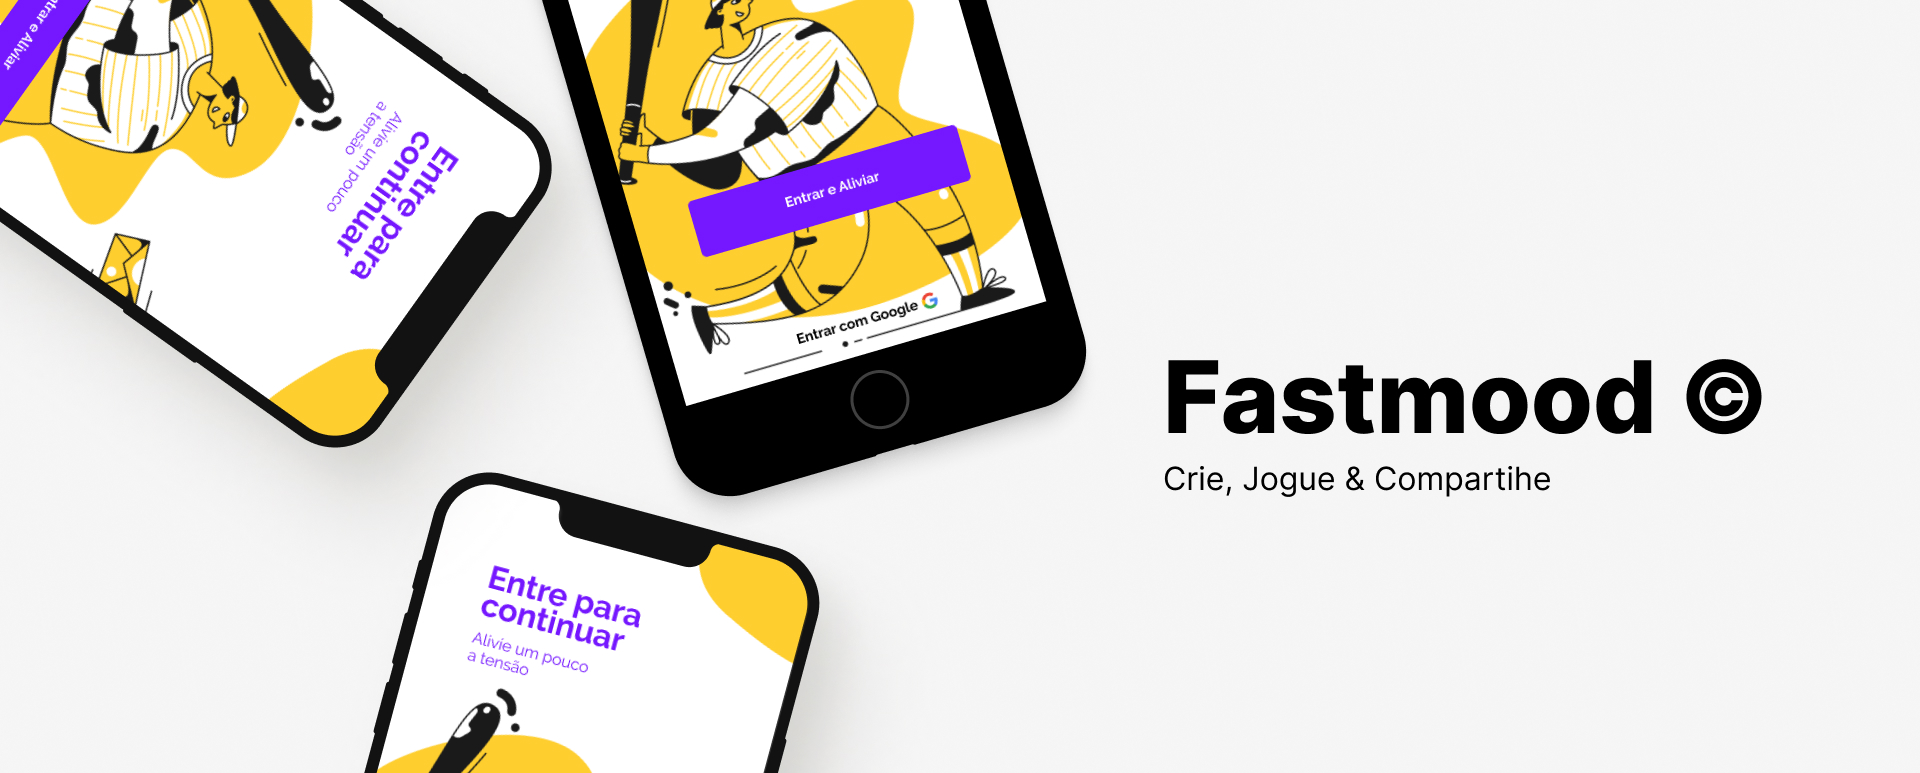 Entrar e Aliviar
Entre para
continuar
Alivie um pouco
a tensão
Entrar e Aliviar
Entrar com Google
Fastmood ©
Crie, Jogue & Compartihe
Entre para
continuar
Alivie um pouco
a tensão